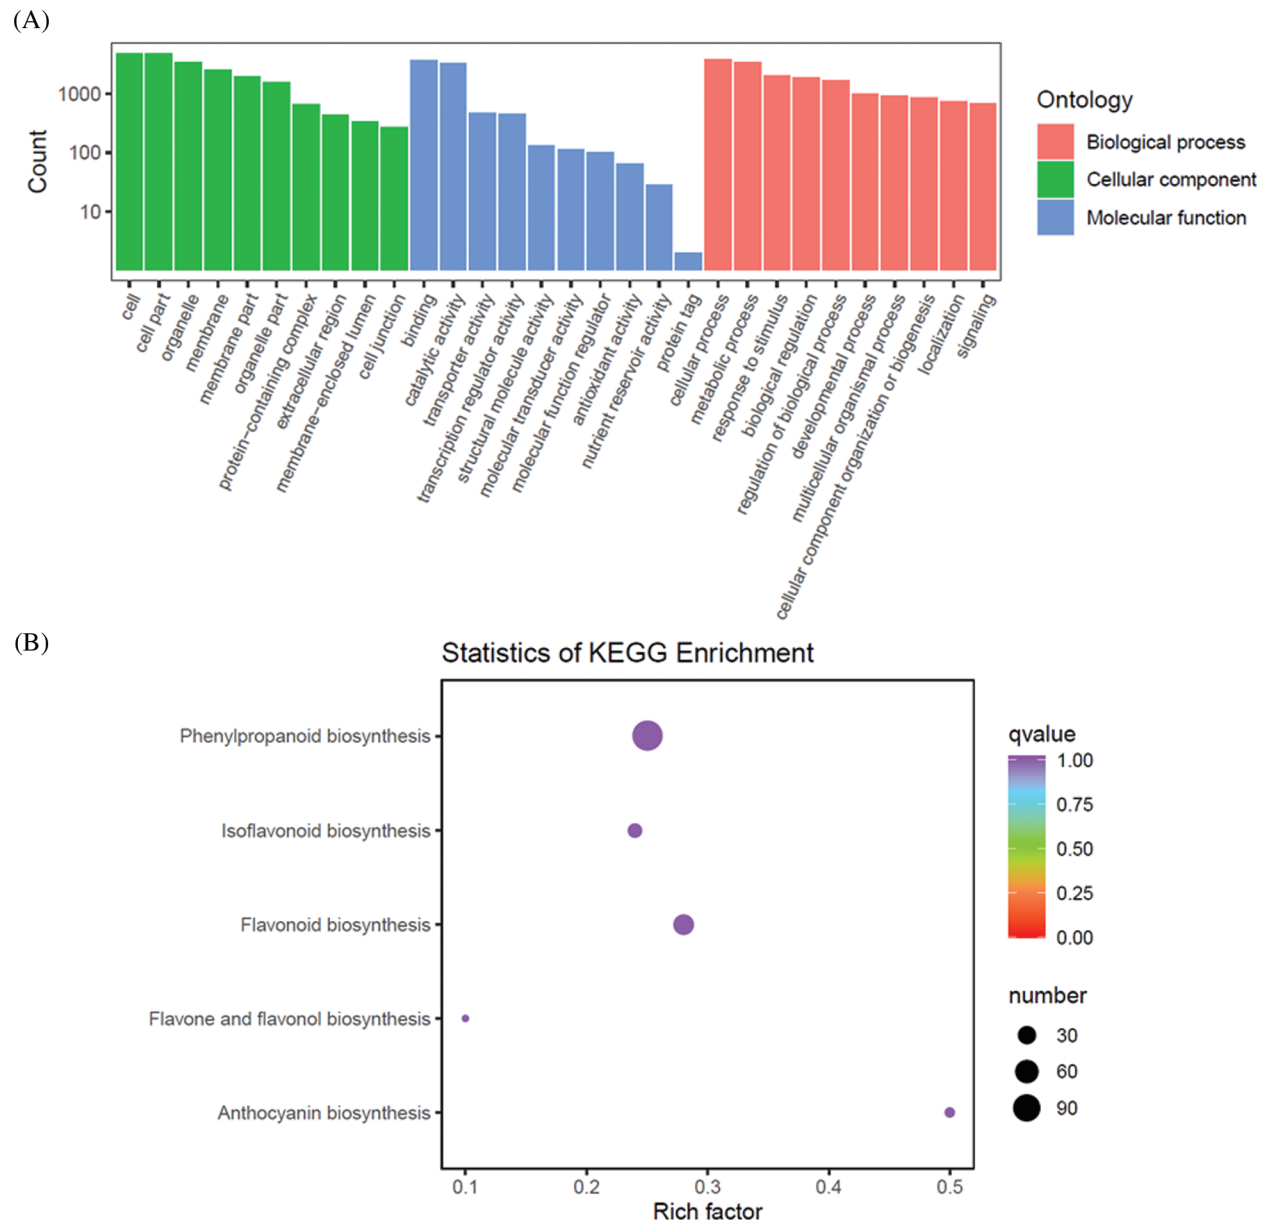 (A)
Count
1000
100
10
cell
cell part
organelle
membrane
membrane part
organelle part
protein−containing complex
extracellular region
membrane−enclosed lumen
cell junction
binding
catalytic activity
transporter activity
transcription regulator activity
structural molecule activity
molecular transducer activity
molecular function regulator
antioxidant activity
nutrient reservoir activity
protein tag
cellular process
metabolic process
response to stimulus
biological regulation
regulation of biological process
developmental process
multicellular organismal process
cellular component organization or biogenesis
localization
signaling
Ontology
Biological process
Cellular component
Molecular function
(B)
Statistics of KEGG Enrichment
Phenylpropanoid biosynthesis
Isoflavonoid biosynthesis
Flavonoid biosynthesis
Flavone and flavonol biosynthesis
Anthocyanin biosynthesis
0.1 0.2 0.3 0.4 0.5
Rich factor
qvalue
1.00
0.75
0.50
0.25
0.00
number
30
60
90